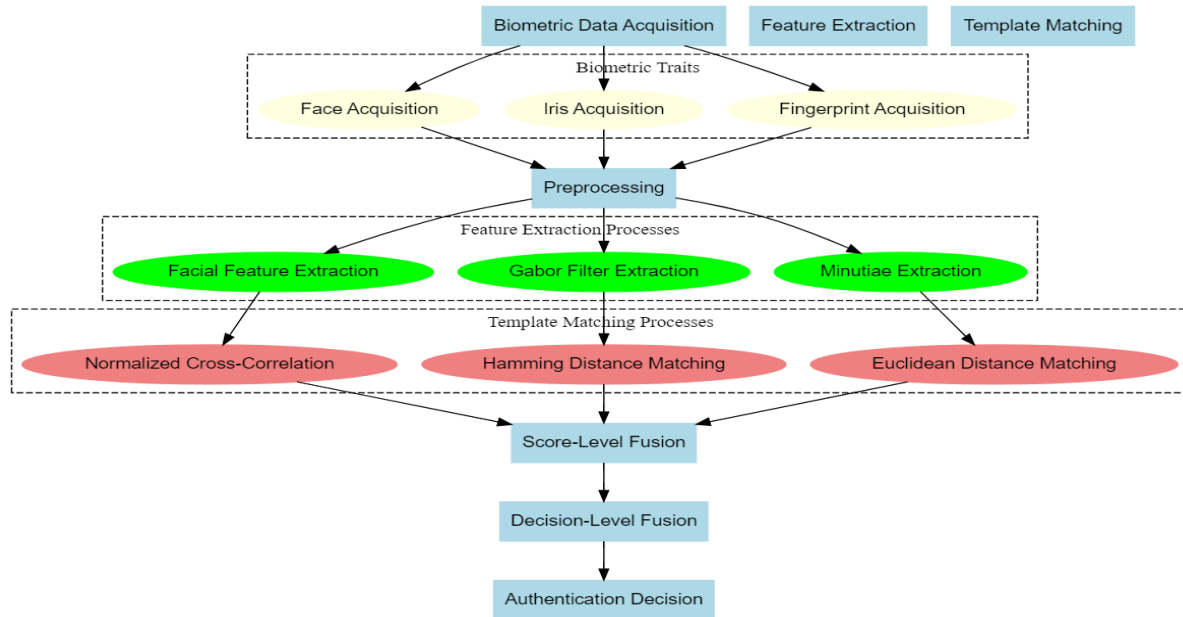 Biometric Data Acquisition
Feature Extraction
Template Matching
Biometric Traits
Face Acquisition
Iris Acquisition
Fingerprint Acquisition
Preprocessing
Feature Extraction Processes
Facial Feature Extraction
Gabor Filter Extraction
Minutiae Extraction
Template Matching Processes
Normalized Cross-Correlation
Hamming Distance Matching
Euclidean Distance Matching
Score-Level Fusion
Decision-Level Fusion
Authentication Decision